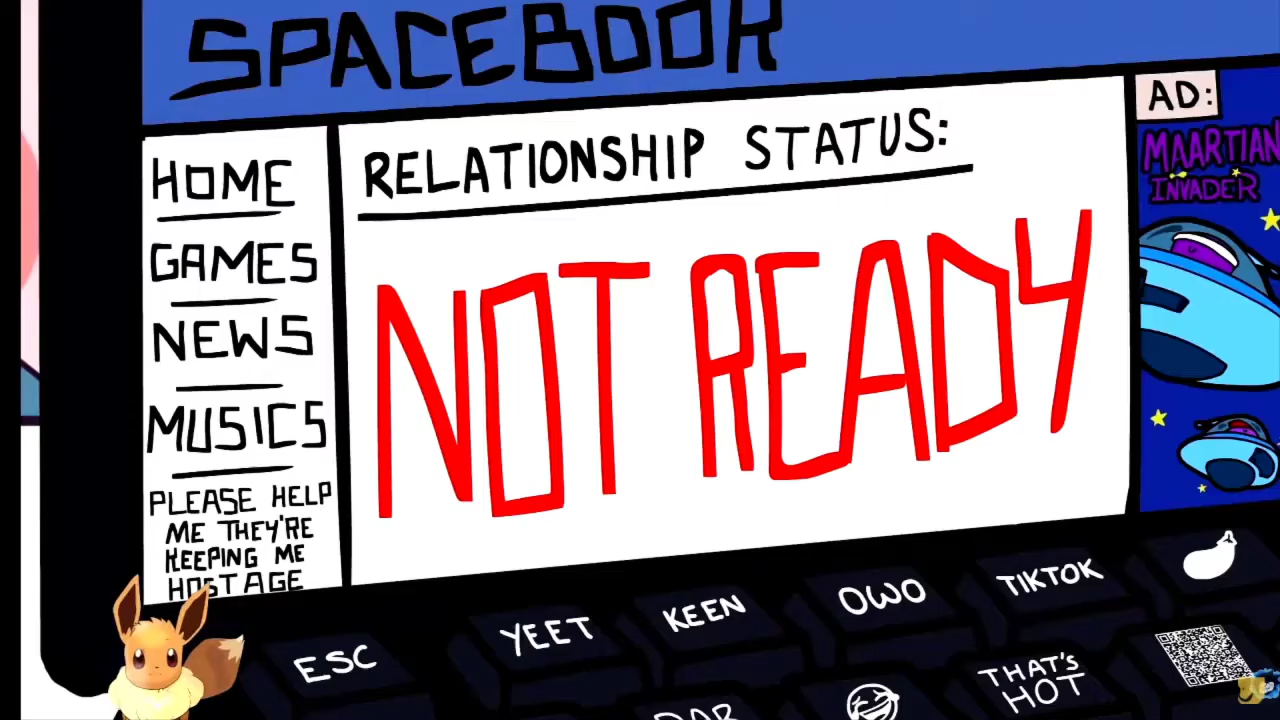 SPACEBOOK
HOME
GAMES
NEWS
MUSICS
PLEASE HELP
ME THEY'RE
KEEPING ME
HOSTAGE
RELATIONSHIP STATUS:
NOT READY
AD:
MAARTIAN
INVADER
ESC
YEET
KEEN
OWO
TIKTOK
THAT'S
HOT